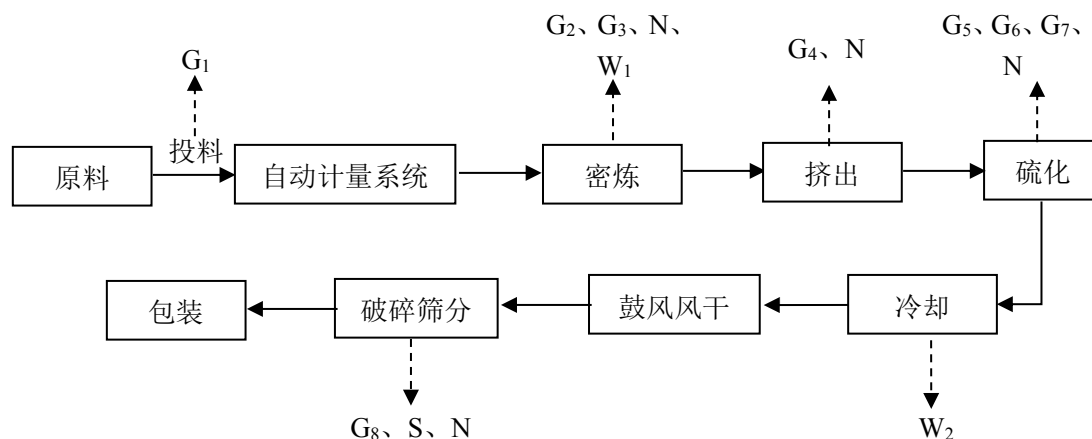 G₁
G₂、G₃、N、
W₁
G₄、N
G₅、G₆、G₇、
N
原料
投料
自动计量系统
密炼
挤出
硫化
包装
破碎筛分
鼓风风干
冷却
G₈、S、N
W₂